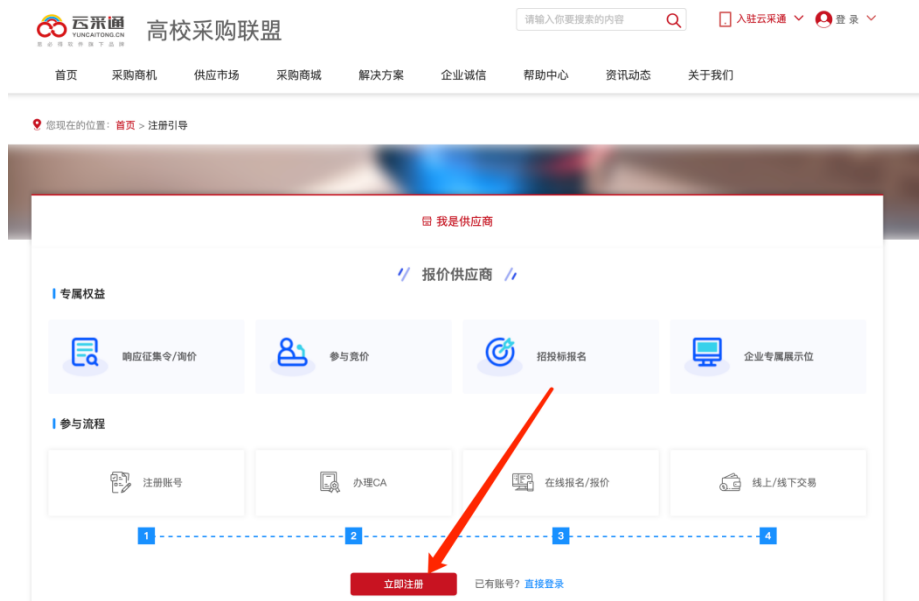 云采通
YUNCAITONG.CN
高校采购联盟
请输入你要搜索的内容
入驻云采通
登 录
首页 采购商机 供应市场 采购商城 解决方案 企业诚信 帮助中心 资讯动态 关于我们
您现在的位置：首页 > 注册引导
我是供应商
报价供应商
专属权益
响应征集令/询价
参与竞价
招投标报名
企业专属展示位
参与流程
注册账号
办理CA
在线报名/报价
线上/线下交易
1 2 3 4
立即注册 已有账号？直接登录